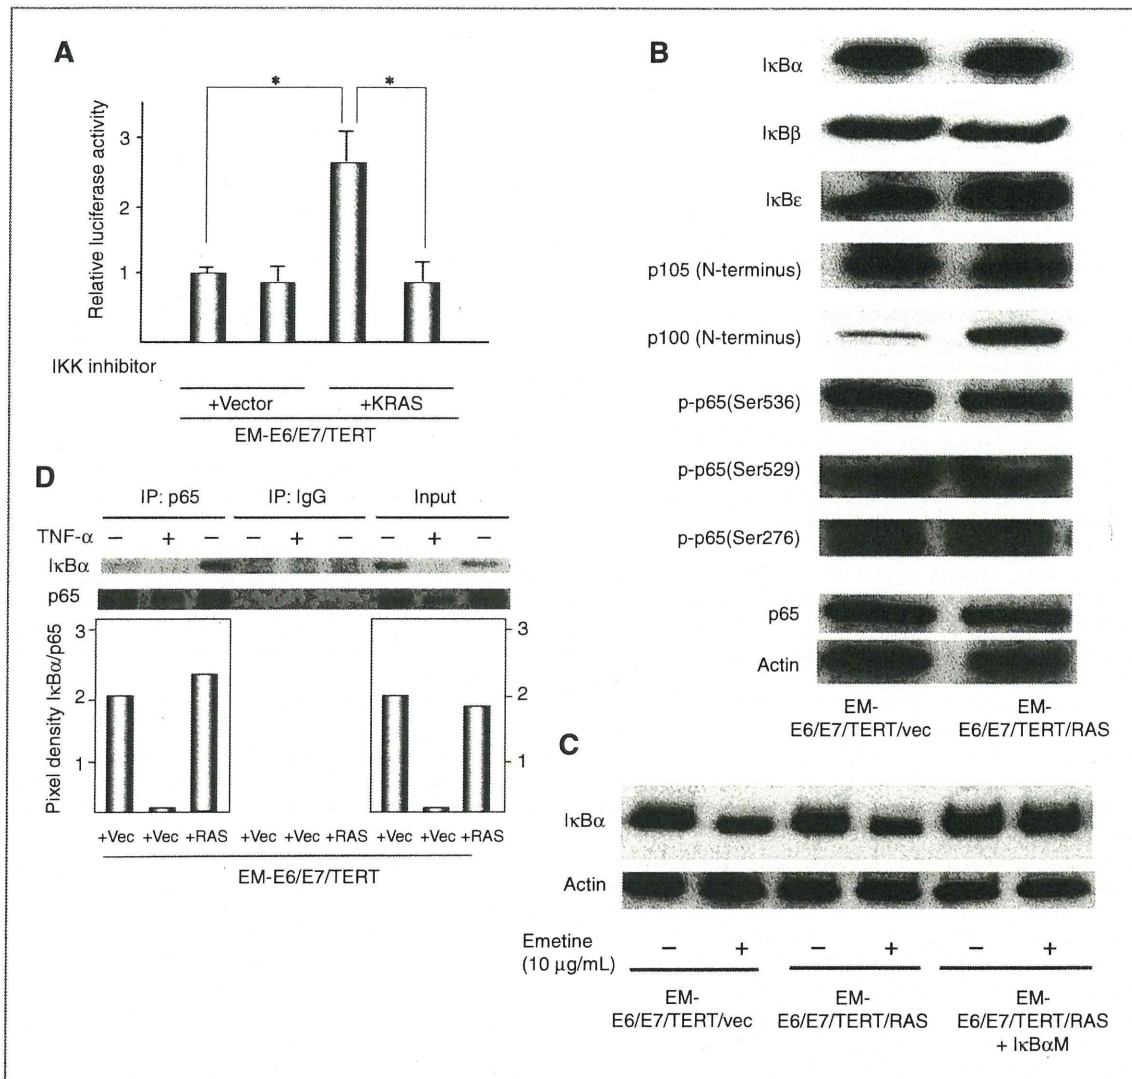 A
* *
Relative luciferase activity
3
2
1
IKK inhibitor
+Vector +KRAS
EM-E6/E7/TERT
B
IκBα
IκBβ
IκBε
p105 (N-terminus)
p100 (N-terminus)
p-p65(Ser536)
p-p65(Ser529)
p-p65(Ser276)
p65
Actin
EM- EM-
E6/E7/TERT/vec E6/E7/TERT/RAS
C
IκBα
Actin
Emetine − + − + − +
(10 μg/mL)
EM- EM- EM-
E6/E7/TERT/vec E6/E7/TERT/RAS E6/E7/TERT/RAS
+ IκBαM
D
IP: p65 IP: IgG Input
TNF-α − + − − + − − + −
IκBα
p65
Pixel density IκBα/p65
3 3
2 2
1 1
+Vec +Vec +RAS +Vec +Vec +RAS +Vec +Vec +RAS
EM-E6/E7/TERT